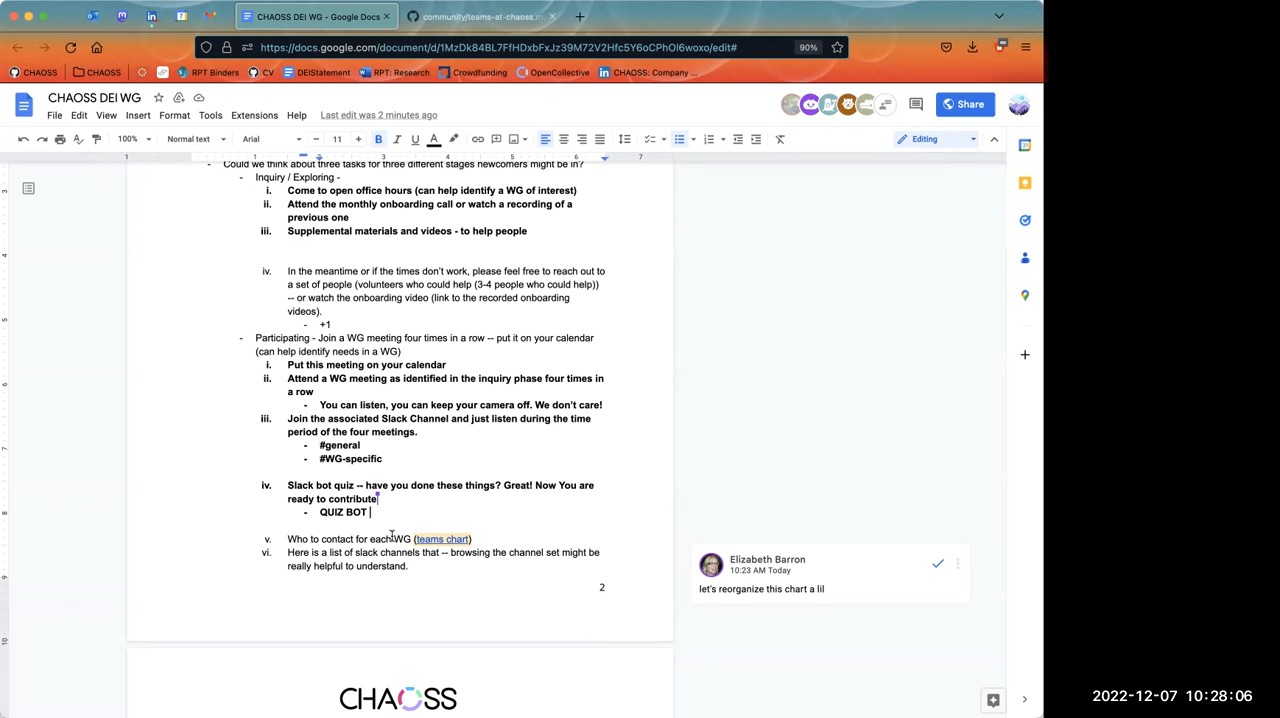 CHAOSS DEI WG - Google Docs
community/teams-at-chaoss.m
https://docs.google.com/document/d/1MzDk84BL7FfHDxbFxJz39M72V2Hfc5Y6oCPhOl6woxo/edit#
90%
CHAOSS
CHAOSS
RPT Binders
CV
DEIStatement
RPT: Research
Crowdfunding
OpenCollective
CHAOSS: Company ...
CHAOSS DEI WG
File Edit View Insert Format Tools Extensions Help Last edit was 2 minutes ago
Share
100% Normal text Arial 11 B I U A Editing
1 1 2 3 4 5 6 7
- Could we think about three tasks for three different stages newcomers might be in?
- Inquiry / Exploring -
i. Come to open office hours (can help identify a WG of interest)
ii. Attend the monthly onboarding call or watch a recording of a
previous one
iii. Supplemental materials and videos - to help people
iv. In the meantime or if the times don't work, please feel free to reach out to
a set of people (volunteers who could help (3-4 people who could help))
-- or watch the onboarding video (link to the recorded onboarding
videos).
- +1
- Participating - Join a WG meeting four times in a row -- put it on your calendar
(can help identify needs in a WG)
i. Put this meeting on your calendar
ii. Attend a WG meeting as identified in the inquiry phase four times in
a row
- You can listen, you can keep your camera off. We don't care!
iii. Join the associated Slack Channel and just listen during the time
period of the four meetings.
- #general
- #WG-specific
iv. Slack bot quiz -- have you done these things? Great! Now You are
ready to contribute
- QUIZ BOT
v. Who to contact for each WG (teams chart)
vi. Here is a list of slack channels that -- browsing the channel set might be
really helpful to understand.
2
Elizabeth Barron
10:23 AM Today
let's reorganize this chart a lil
CHAOSS
2022-12-07 10:28:06